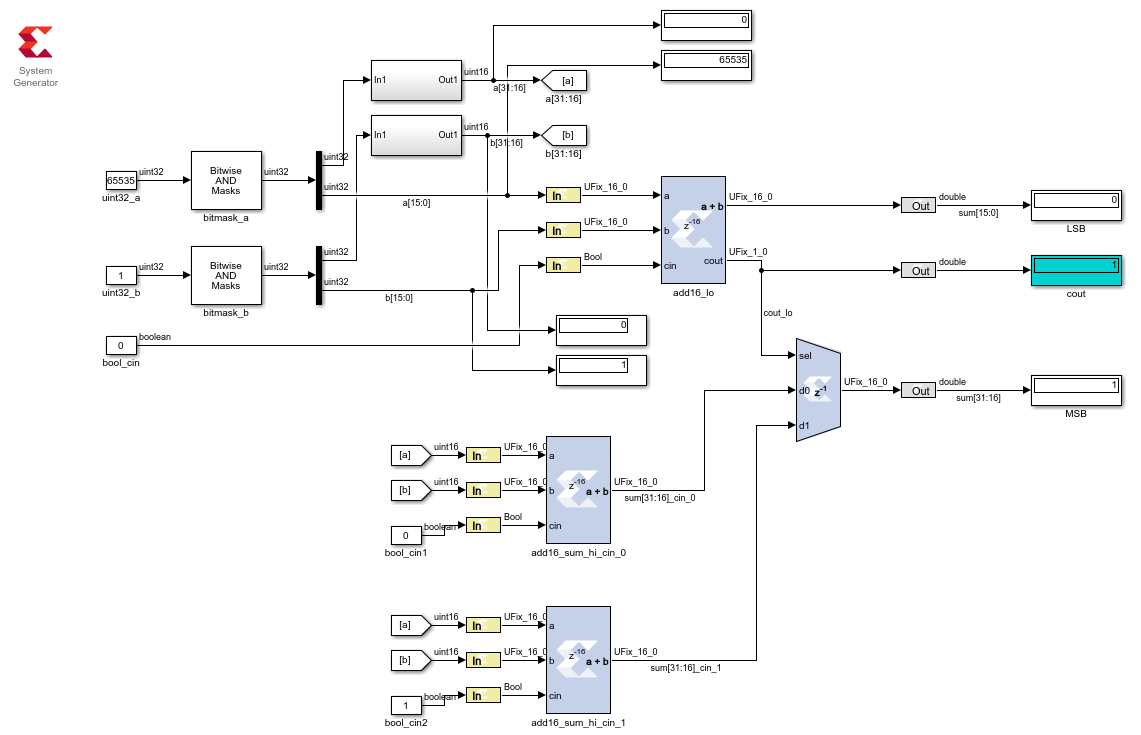 System
Generator
0
65535
In1
Out1
uint16
a[31:16]
[a]
a[31:16]
In1
Out1
uint16
b[31:16]
[b]
b[31:16]
65535
uint32
uint32_a
Bitwise
AND
Masks
bitmask_a
uint32
uint32
uint32
a[15:0]
1
uint32
uint32_b
Bitwise
AND
Masks
bitmask_b
uint32
uint32
uint32
b[15:0]
0
boolean
bool_cin
In
UFix_16_0
In
UFix_16_0
In
Bool
a
b
cin
z-16
a + b
cout
add16_lo
UFix_16_0
Out
double
sum[15:0]
0
LSB
UFix_1_0
Out
double
1
cout
cout_lo
0
1
sel
d0
d1
z-1
UFix_16_0
Out
double
sum[31:16]
1
MSB
[a]
uint16
In
UFix_16_0
[b]
uint16
In
UFix_16_0
0
boolean
In
Bool
bool_cin1
a
b
cin
z-16
a + b
add16_sum_hi_cin_0
UFix_16_0
sum[31:16]_cin_0
[a]
uint16
In
UFix_16_0
[b]
uint16
In
UFix_16_0
1
boolean
In
Bool
bool_cin2
a
b
cin
z-16
a + b
add16_sum_hi_cin_1
UFix_16_0
sum[31:16]_cin_1